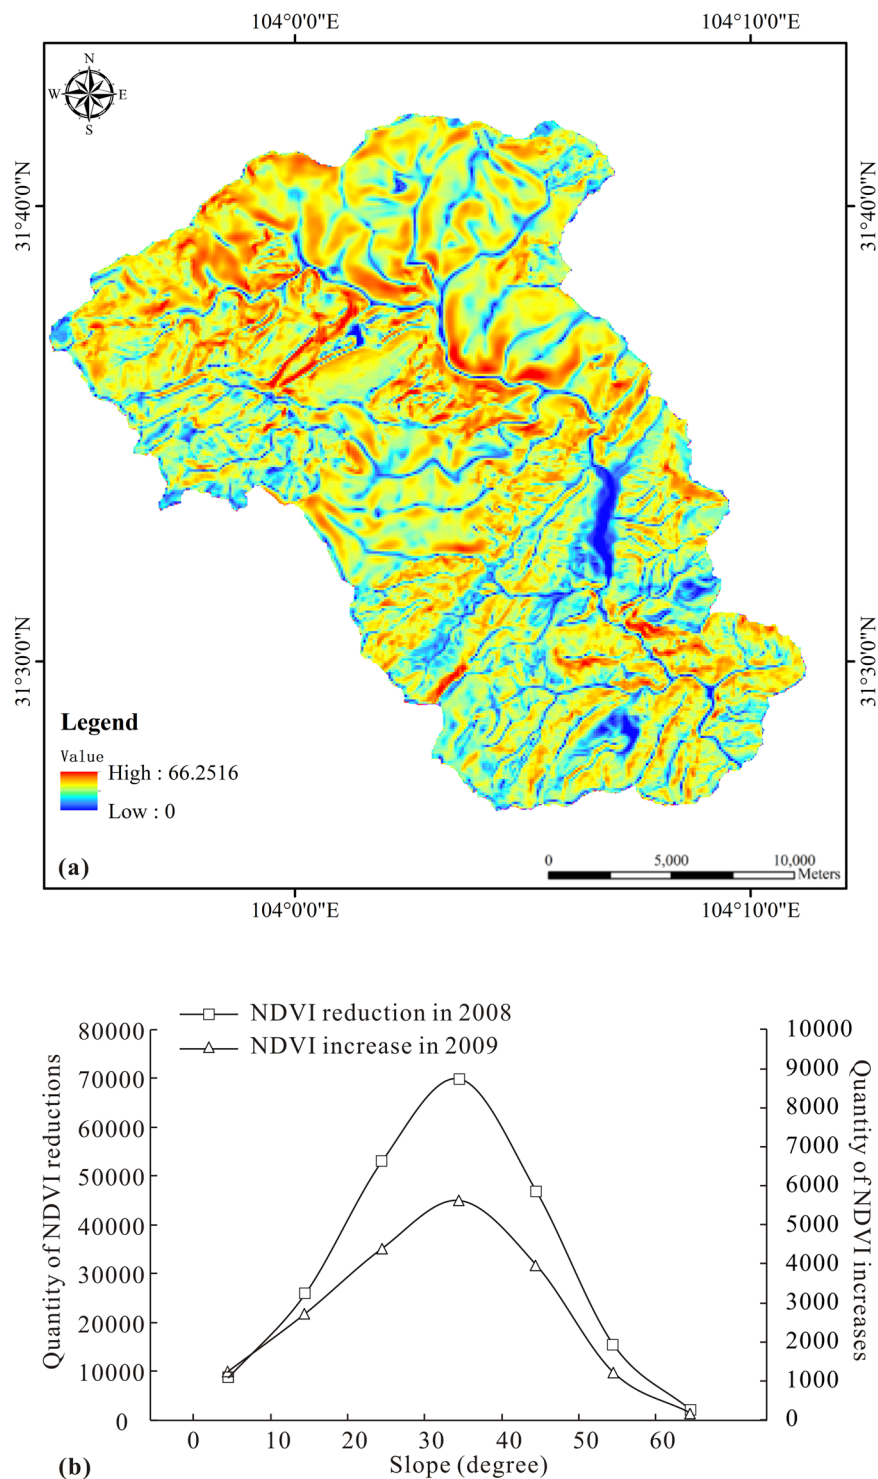 104°0'0"E 104°10'0"E
N
W E
S
31°40'0"N 31°40'0"N
31°30'0"N 31°30'0"N
Legend
Value
High : 66.2516
Low : 0
(a)
0 5,000 10,000
Meters
104°0'0"E 104°10'0"E
NDVI reduction in 2008
NDVI increase in 2009
Quantity of NDVI reductions
80000
70000
60000
50000
40000
30000
20000
10000
0
10000
9000
8000
7000
6000
5000
4000
3000
2000
1000
0
Quantity of NDVI increases
0 10 20 30 40 50 60
Slope (degree)
(b)